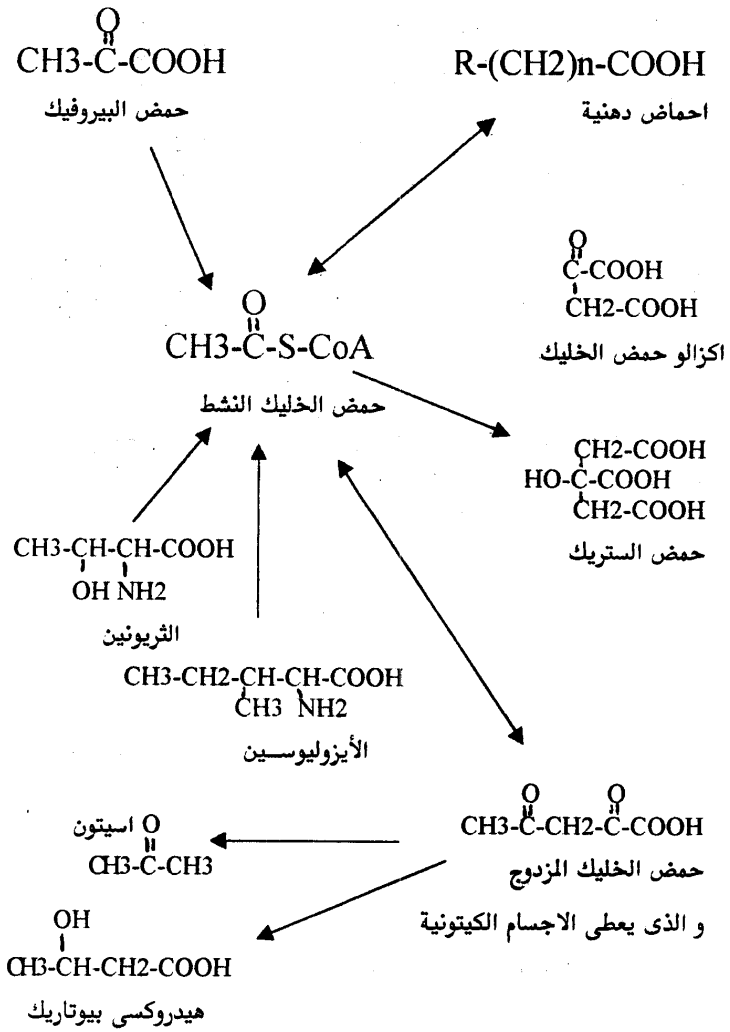 O
CH3-C-COOH
حمض البيروفيك
R-(CH2)n-COOH
احماض دهنية
O
C-COOH
CH2-COOH
اكزالو حمض الخليك
O
CH3-C-S-CoA
حمض الخليك النشط
CH2-COOH
HO-C-COOH
CH2-COOH
حمض الستريك
CH3-CH-CH-COOH
OH NH2
الثريونين
CH3-CH2-CH-CH-COOH
CH3 NH2
الأيزوليوســين
O O
CH3-C-CH2-C-COOH
حمض الخليك المزدوج
و الذى يعطى الاجسام الكيتونية
اسيتون O
CH3-C-CH3
OH
CH3-CH-CH2-COOH
هيدروكسى بيوتاريك